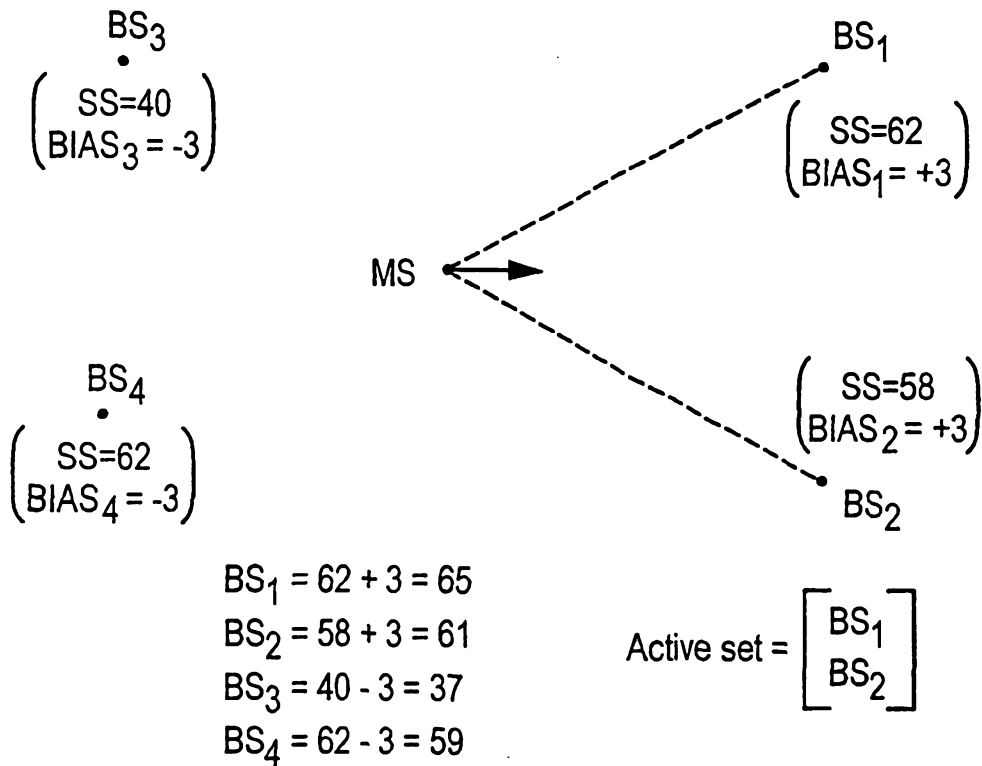 BS3
SS=40
BIAS3 = -3
BS1
SS=62
BIAS1 = +3
MS
BS4
SS=62
BIAS4 = -3
SS=58
BIAS2 = +3
BS2
BS1 = 62 + 3 = 65
BS2 = 58 + 3 = 61
BS3 = 40 - 3 = 37
BS4 = 62 - 3 = 59
Active set = [BS1
BS2]